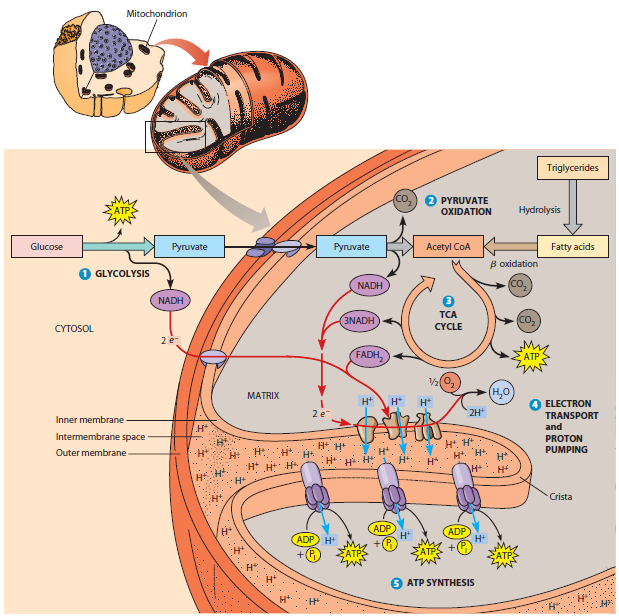 Mitochondrion
Triglycerides
Hydrolysis
ATP
CO2
2 PYRUVATE
OXIDATION
Glucose
Pyruvate
Pyruvate
Acetyl CoA
Fatty acids
1 GLYCOLYSIS
β oxidation
NADH
NADH
CO2
3
TCA
CYCLE
3NADH
CO2
CYTOSOL
2 e−
FADH2
ATP
1/2 O2
H2O
MATRIX
H+ H+ H+
2H+
2 e−
4 ELECTRON
TRANSPORT
and
PROTON
PUMPING
Inner membrane
Intermembrane space
Outer membrane
H+ H+ H+ H+ H+ H+ H+ H+ H+ H+
H+ H+ H+ H+ H+ H+ H+ H+ H+ H+
H+ H+ H+ H+ H+ H+ H+ H+
Crista
ADP H+
+ Pi
ATP
ADP H+
+ Pi
ATP
ADP H+
+ Pi
ATP
H+
H+
H+
H+
5 ATP SYNTHESIS
H+ H+ H+ H+ H+